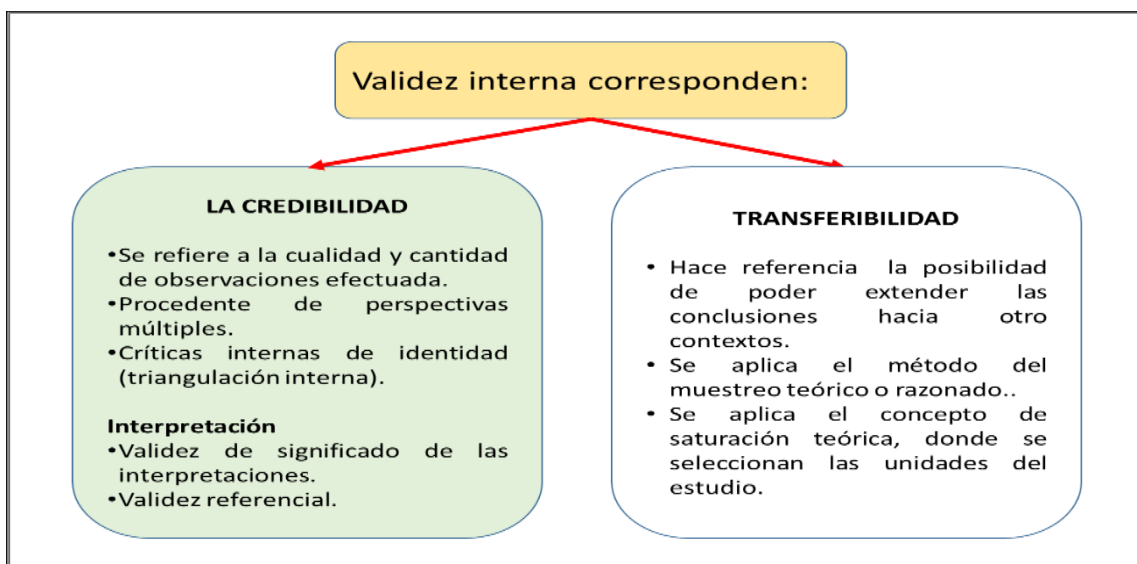 Validez interna corresponden:
LA CREDIBILIDAD
•Se refiere a la cualidad y cantidad
de observaciones efectuada.
•Procedente de perspectivas
múltiples.
•Críticas internas de identidad
(triangulación interna).
Interpretación
•Validez de significado de las
interpretaciones.
•Validez referencial.
TRANSFERIBILIDAD
• Hace referencia la posibilidad
de poder extender las
conclusiones hacia otro
contextos.
• Se aplica el método del
muestreo teórico o razonado..
• Se aplica el concepto de
saturación teórica, donde se
seleccionan las unidades del
estudio.